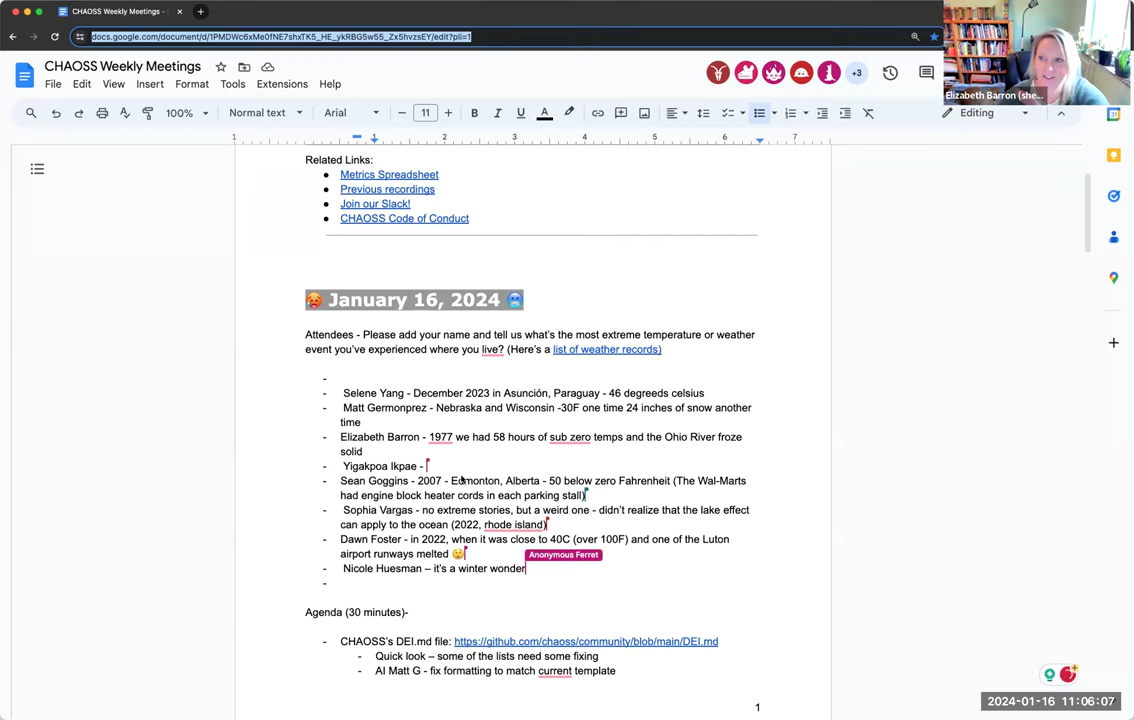 CHAOSS Weekly Meetings -
docs.google.com/document/d/1PMDWc6xMe0fNE7shxTK5_HE_ykRBG5w55_Zx5hvzsEY/edit?pli=1
CHAOSS Weekly Meetings
File Edit View Insert Format Tools Extensions Help
+3
Elizabeth Barron (she...
100% Normal text Arial 11 Editing
1 1 2 3 4 5 6 7
Related Links:
● Metrics Spreadsheet
● Previous recordings
● Join our Slack!
● CHAOSS Code of Conduct
🥵 January 16, 2024 🥶
Attendees - Please add your name and tell us what's the most extreme temperature or weather
event you've experienced where you live? (Here's a list of weather records)
-
- Selene Yang - December 2023 in Asunción, Paraguay - 46 degreeds celsius
- Matt Germonprez - Nebraska and Wisconsin -30F one time 24 inches of snow another
time
- Elizabeth Barron - 1977 we had 58 hours of sub zero temps and the Ohio River froze
solid
- Yigakpoa Ikpae -
- Sean Goggins - 2007 - Edmonton, Alberta - 50 below zero Fahrenheit (The Wal-Marts
had engine block heater cords in each parking stall)
- Sophia Vargas - no extreme stories, but a weird one - didn't realize that the lake effect
can apply to the ocean (2022, rhode island)
- Dawn Foster - in 2022, when it was close to 40C (over 100F) and one of the Luton
airport runways melted 😲
Anonymous Ferret
- Nicole Huesman – it's a winter wonder
-
Agenda (30 minutes)-
- CHAOSS's DEI.md file: https://github.com/chaoss/community/blob/main/DEI.md
- Quick look – some of the lists need some fixing
- AI Matt G - fix formatting to match current template
1
2024-01-16 11:06:07